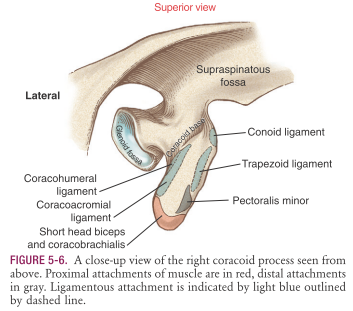 Superior view
Supraspinatous
fossa
Lateral
Glenoid fossa
Coracoid base
Conoid ligament
Trapezoid ligament
Coracohumeral
ligament
Coracoacromial
ligament
Pectoralis minor
Short head biceps
and coracobrachialis
FIGURE 5-6. A close-up view of the right coracoid process seen from
above. Proximal attachments of muscle are in red, distal attachments
in gray. Ligamentous attachment is indicated by light blue outlined
by dashed line.